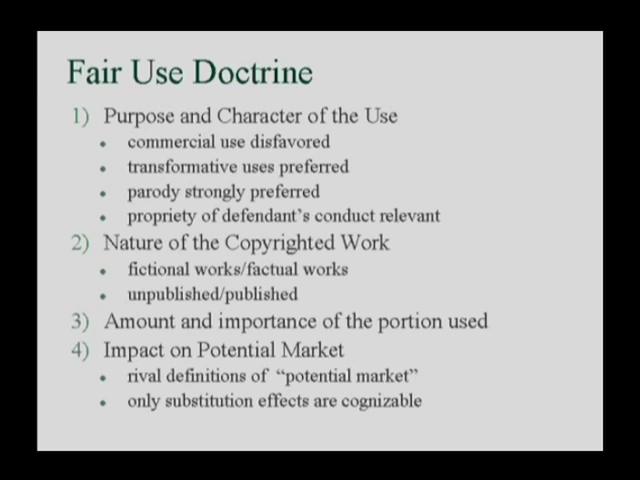 Fair Use Doctrine
1) Purpose and Character of the Use
• commercial use disfavored
• transformative uses preferred
• parody strongly preferred
• propriety of defendant's conduct relevant
2) Nature of the Copyrighted Work
• fictional works/factual works
• unpublished/published
3) Amount and importance of the portion used
4) Impact on Potential Market
• rival definitions of “potential market”
• only substitution effects are cognizable